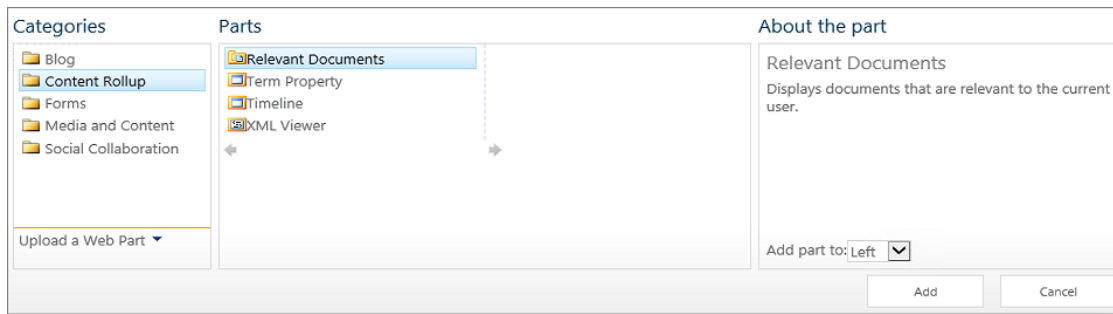 Categories
Parts
About the part
Blog
Content Rollup
Forms
Media and Content
Social Collaboration
Upload a Web Part
Relevant Documents
Term Property
Timeline
XML Viewer
Relevant Documents
Displays documents that are relevant to the current
user.
Add part to: Left
Add
Cancel